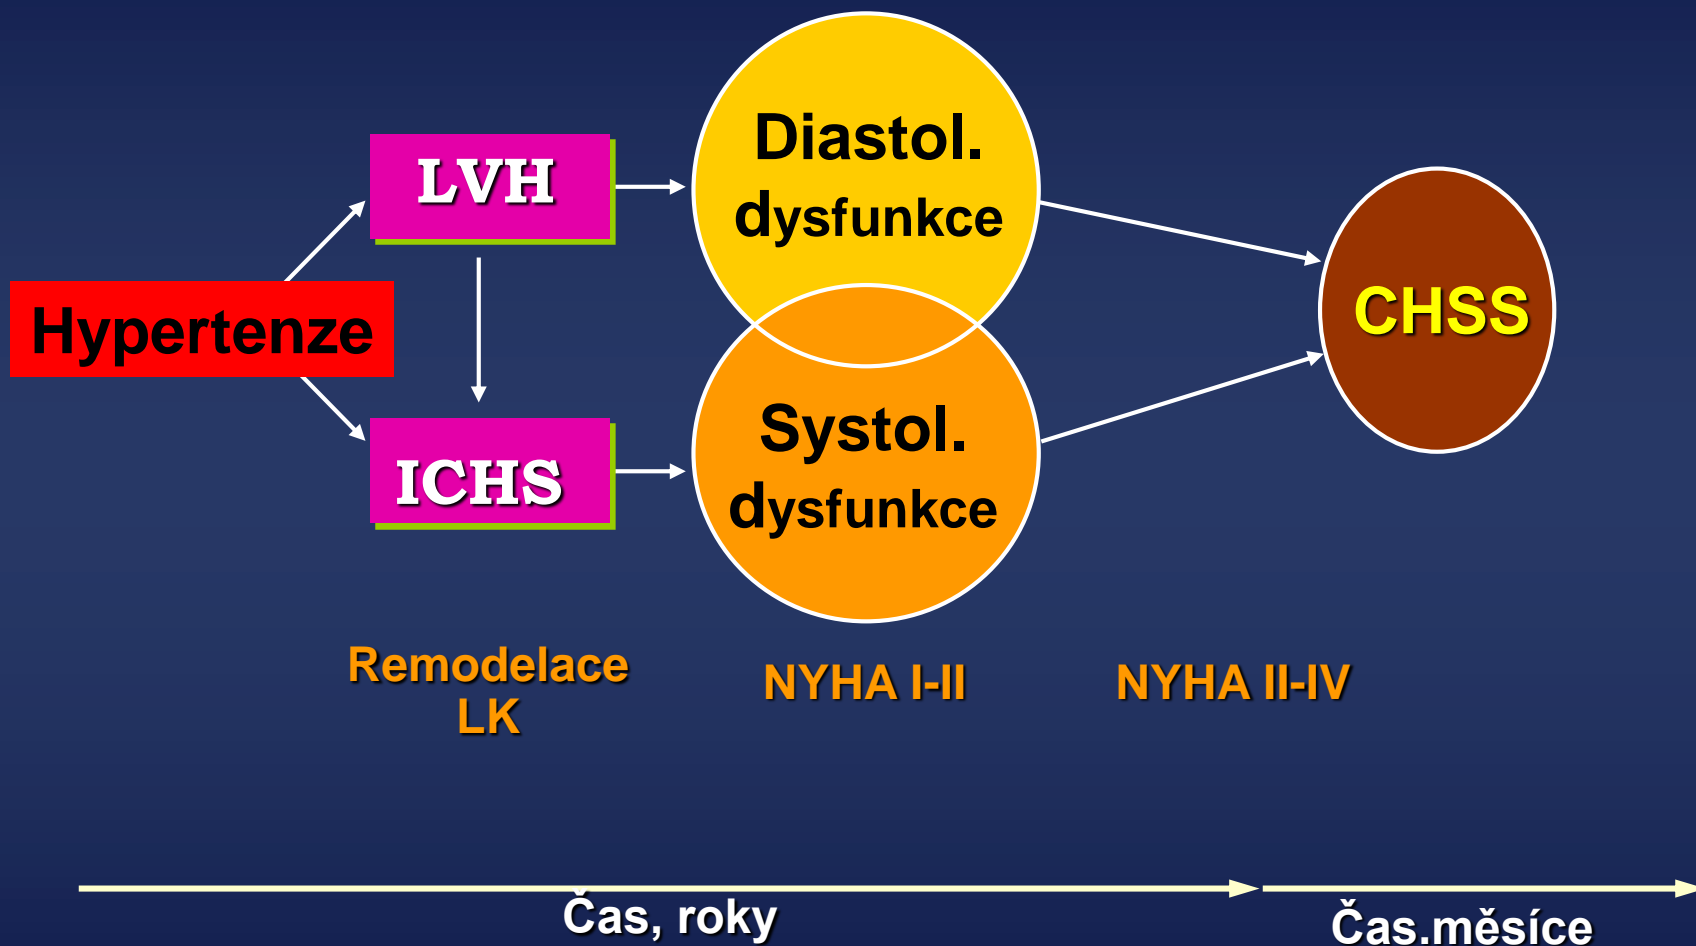 Hypertenze
LVH
ICHS
Diastol.
dysfunkce
Systol.
dysfunkce
CHSS
Remodelace
LK
NYHA I-II
NYHA II-IV
Čas, roky
Čas.měsíce